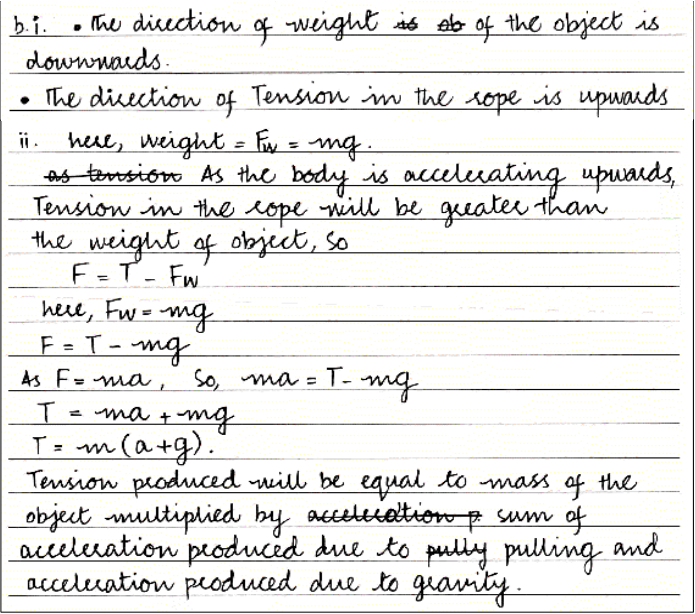 b.i. • The direction of weight is ob of the object is
downwards.
• The direction of Tension in the rope is upwards
ii. here, weight = Fw = mg.
as tension As the body is accelerating upwards,
Tension in the rope will be greater than
the weight of object, So
F = T - Fw
here, Fw = mg
F = T - mg
As F = ma, So, ma = T - mg
T = ma + mg
T = m(a+g).
Tension produced will be equal to mass of the
object multiplied by acceleration p sum of
acceleration produced due to pully pulling and
acceleration produced due to gravity.